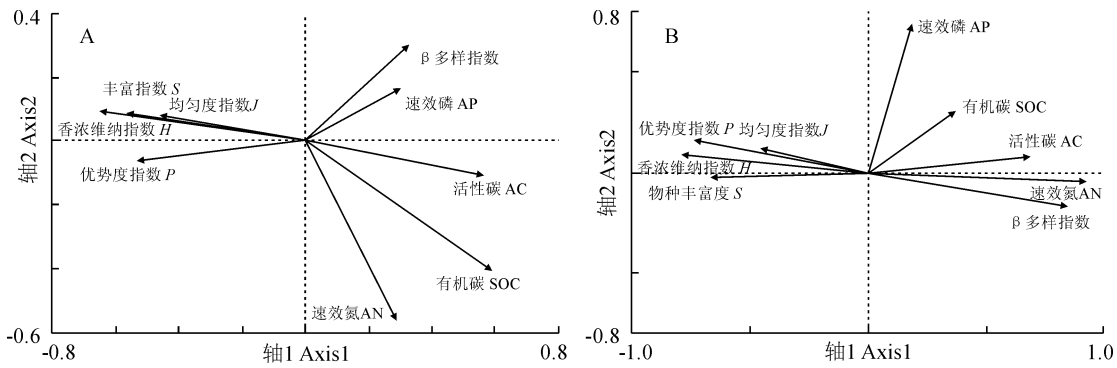 0.4
A
β多样指数
丰富指数 S
速效磷 AP
均匀度指数J
香浓维纳指数 H
轴2 Axis2
优势度指数 P
活性碳 AC
有机碳 SOC
速效氮AN
-0.6
-0.8
轴1 Axis1
0.8
0.8
B
速效磷 AP
有机碳 SOC
优势度指数 P
均匀度指数J
活性碳 AC
香浓维纳指数 H
轴2 Axis2
物种丰富度 S
速效氮AN
β多样指数
-0.8
-1.0
轴1 Axis1
1.0